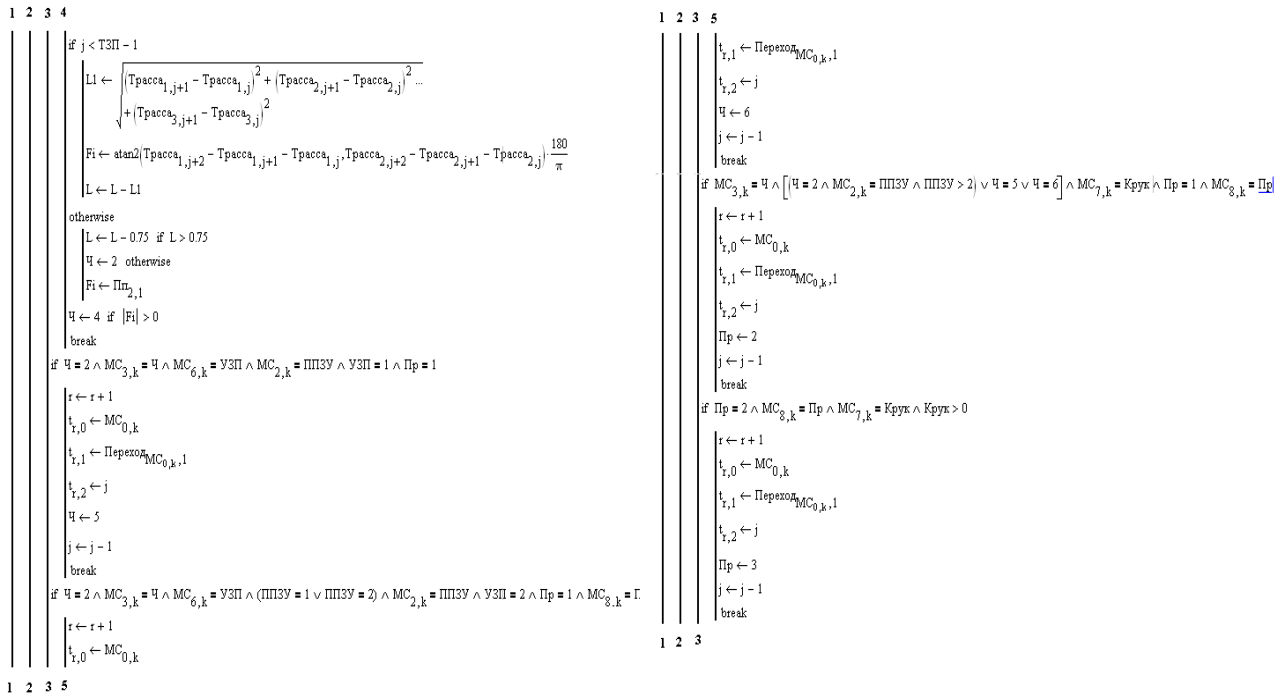 1 2 3 4
if j < ТЗП − 1
L1 ← √(Трасса1,j+1 − Трасса1,j)² + (Трасса2,j+1 − Трасса2,j)² ...
+ (Трасса3,j+1 − Трасса3,j)²
Fi ← atan2(Трасса1,j+2 − Трасса1,j+1 − Трасса1,j, Трасса2,j+2 − Трасса2,j+1 − Трасса2,j)·180/π
L ← L − L1
otherwise
L ← L − 0.75 if L > 0.75
Ч ← 2 otherwise
Fi ← Пп2,1
Ч ← 4 if |Fi| > 0
break
if Ч = 2 ∧ МС3,k = Ч ∧ МС6,k = УЗП ∧ МС2,k = ППЗУ ∧ УЗП = 1 ∧ Пр = 1
r ← r + 1
tr,0 ← МС0,k
tr,1 ← ПереходМС0,k,1
tr,2 ← j
Ч ← 5
j ← j − 1
break
if Ч = 2 ∧ МС3,k = Ч ∧ МС6,k = УЗП ∧ (ППЗУ = 1 ∨ ППЗУ = 2) ∧ МС2,k = ППЗУ ∧ УЗП = 2 ∧ Пр = 1 ∧ МС8,k =
r ← r + 1
tr,0 ← МС0,k
1 2 3 5
1 2 3 5
tr,1 ← ПереходМС0,k,1
tr,2 ← j
Ч ← 6
j ← j − 1
break
if МС3,k = Ч ∧ [(Ч = 2 ∧ МС2,k = ППЗУ ∧ ППЗУ > 2) ∨ Ч = 5 ∨ Ч = 6] ∧ МС7,k = Крук ∧ Пр = 1 ∧ МС8,k = Пр
r ← r + 1
tr,0 ← МС0,k
tr,1 ← ПереходМС0,k,1
tr,2 ← j
Пр ← 2
j ← j − 1
break
if Пр = 2 ∧ МС8,k = Пр ∧ МС7,k = Крук ∧ Крук > 0
r ← r + 1
tr,0 ← МС0,k
tr,1 ← ПереходМС0,k,1
tr,2 ← j
Пр ← 3
j ← j − 1
break
1 2 3